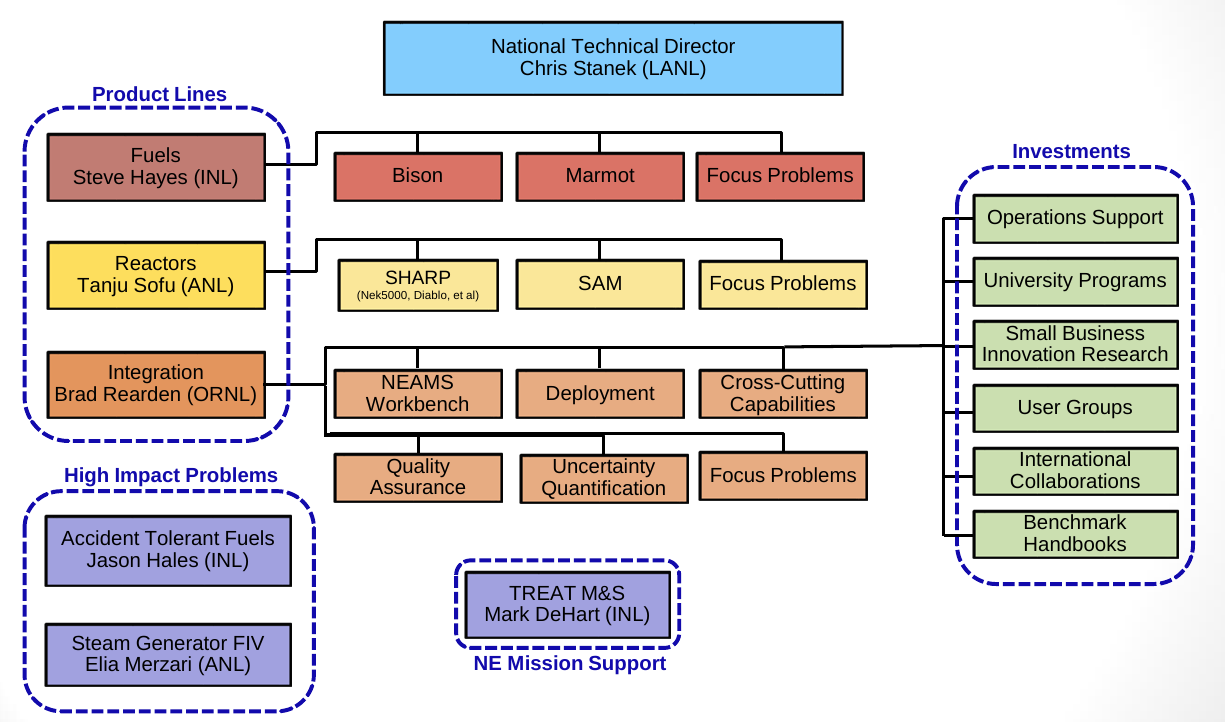 National Technical Director
Chris Stanek (LANL)
Product Lines
Fuels
Steve Hayes (INL)
Bison
Marmot
Focus Problems
Reactors
Tanju Sofu (ANL)
SHARP
(Nek5000, Diablo, et al)
SAM
Focus Problems
Integration
Brad Rearden (ORNL)
NEAMS
Workbench
Deployment
Cross-Cutting
Capabilities
Quality
Assurance
Uncertainty
Quantification
Focus Problems
Investments
Operations Support
University Programs
Small Business
Innovation Research
User Groups
International
Collaborations
Benchmark
Handbooks
High Impact Problems
Accident Tolerant Fuels
Jason Hales (INL)
Steam Generator FIV
Elia Merzari (ANL)
TREAT M&S
Mark DeHart (INL)
NE Mission Support